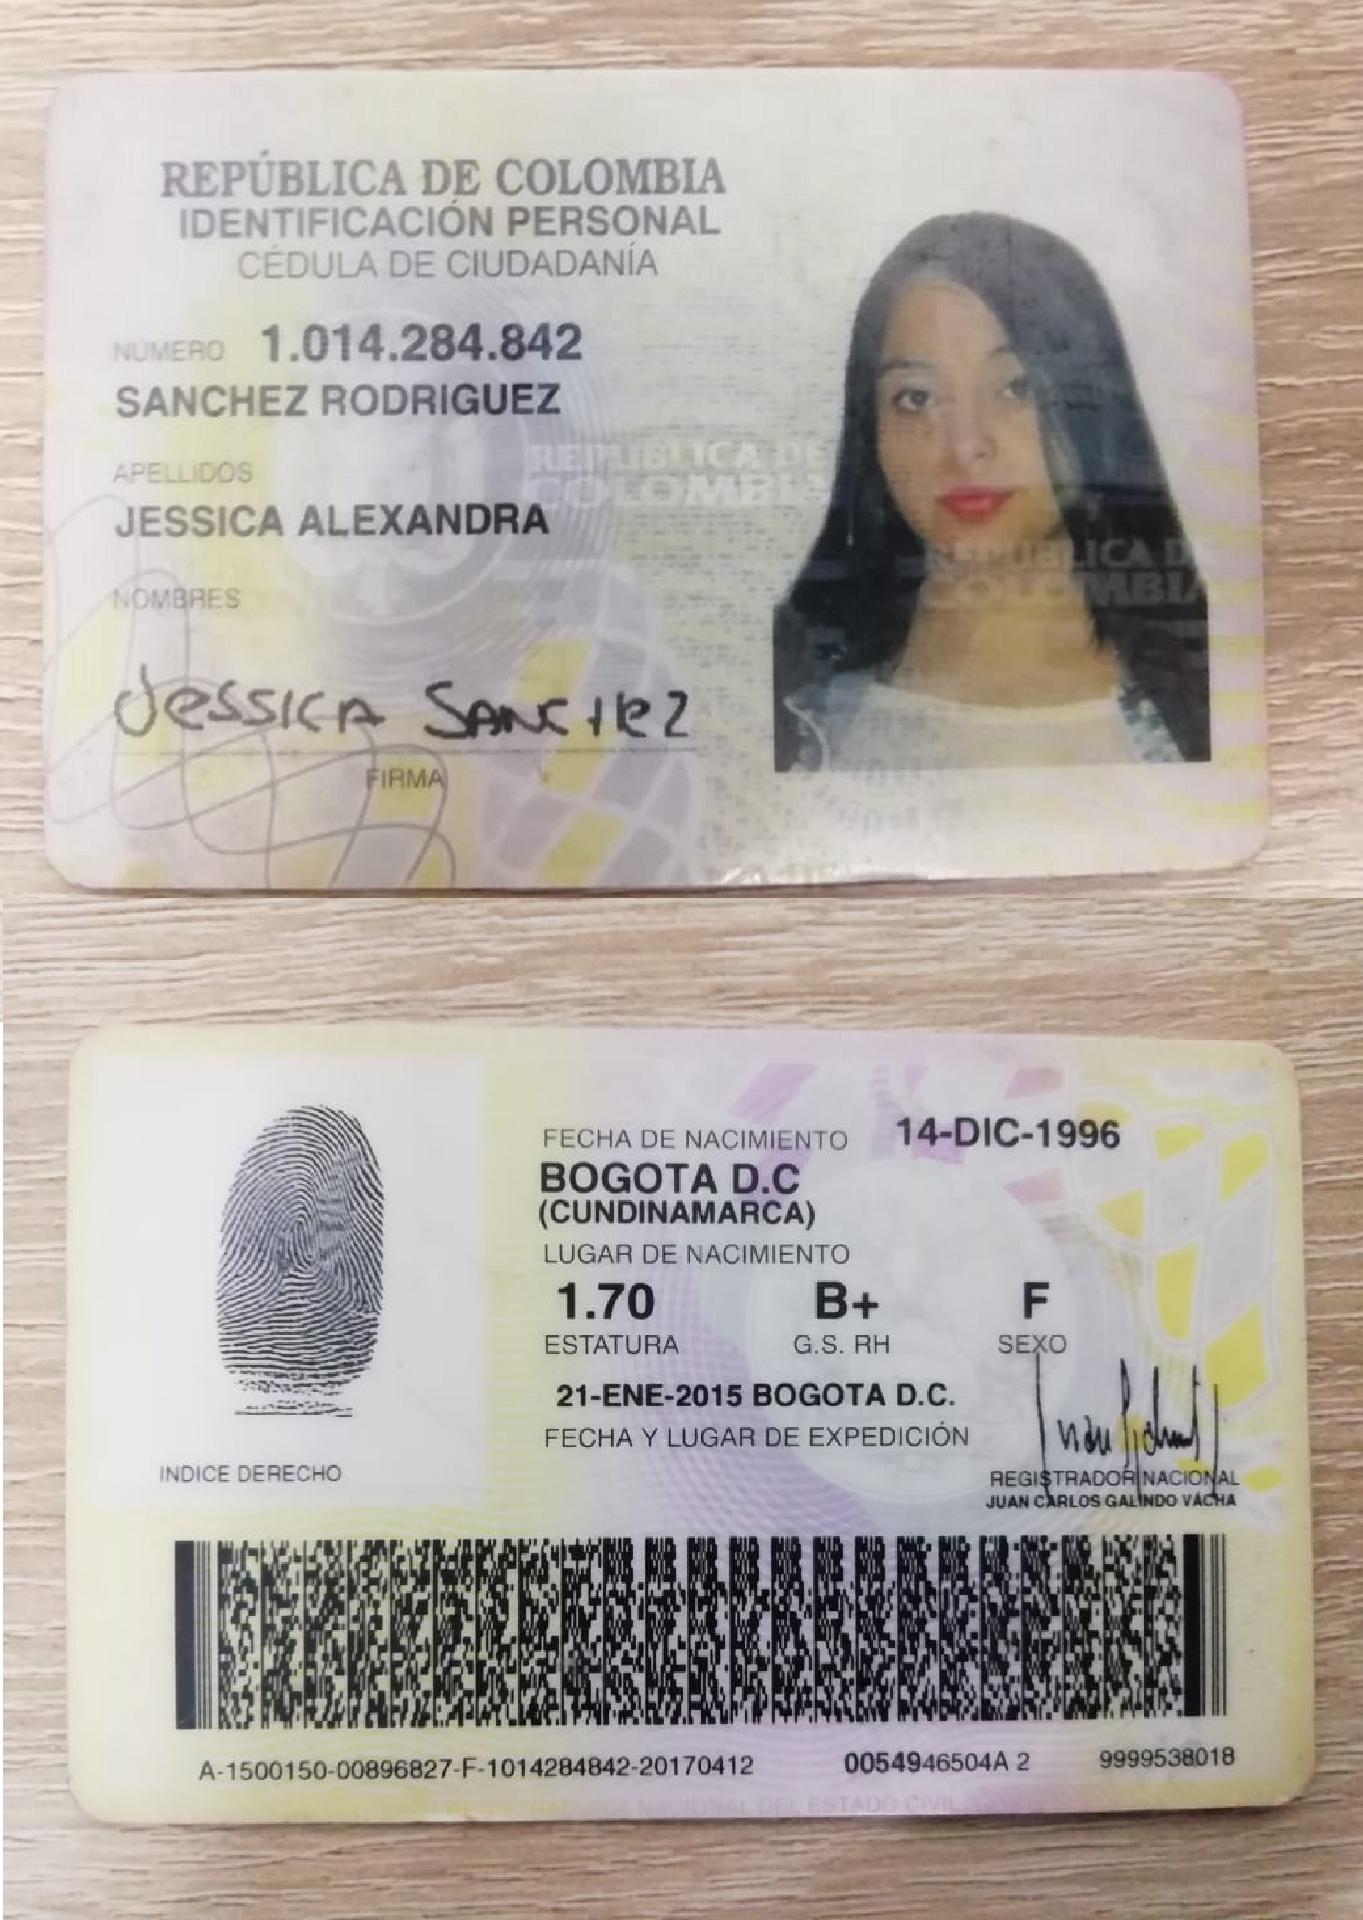 REPÚBLICA DE COLOMBIA
IDENTIFICACIÓN PERSONAL
CÉDULA DE CIUDADANÍA
NUMERO 1.014.284.842
SANCHEZ RODRIGUEZ
APELLIDOS
JESSICA ALEXANDRA
NOMBRES
REPUBLICA DE
COLOMBIA
REPUBLICA DE
COLOMBIA
JESSICA SANCHEZ
FIRMA
FECHA DE NACIMIENTO 14-DIC-1996
BOGOTA D.C
(CUNDINAMARCA)
LUGAR DE NACIMIENTO
1.70 B+ F
ESTATURA G.S. RH SEXO
21-ENE-2015 BOGOTA D.C.
FECHA Y LUGAR DE EXPEDICIÓN
INDICE DERECHO
REGISTRADOR NACIONAL
JUAN CARLOS GALINDO VÁCHA
A-1500150-00896827-F-1014284842-20170412 0054946504A 2 9999538018